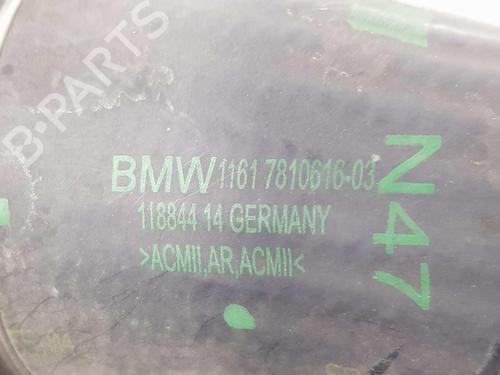 B-PARTS
BMW 1161 7810616-03
118844 14 GERMANY
>ACMII,AR,ACMII<
N47